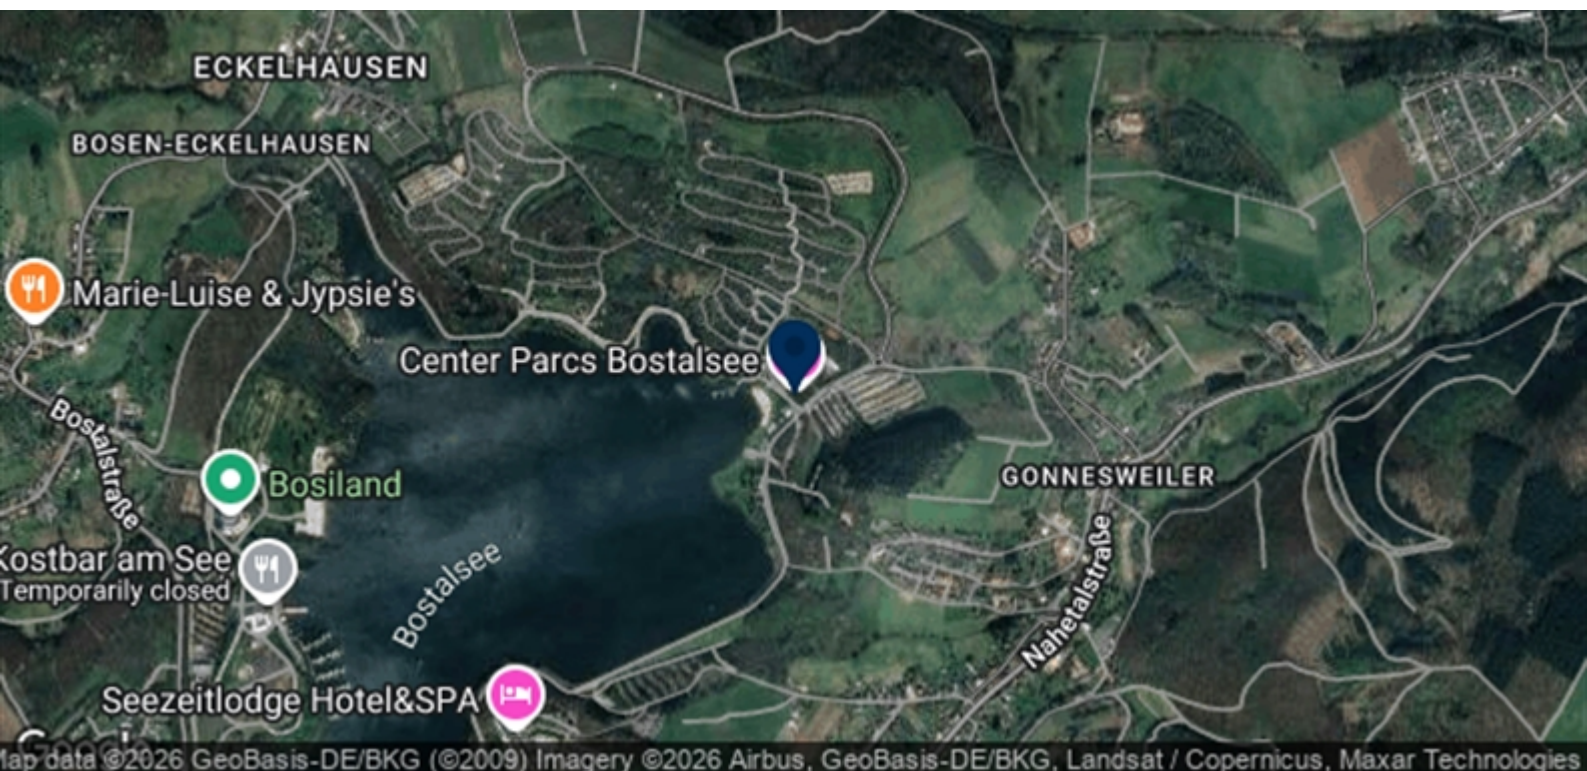 ECKELHAUSEN
BOSEN-ECKELHAUSEN
Marie-Luise & Jypsie's
Center Parcs Bostalsee
Bostalstraße
Bosiland
GONNESWEILER
Kostbar am See
Temporarily closed
Bostalsee
Nahetalstraße
Seezeitlodge Hotel&SPA
Google
Map data ©2026 GeoBasis-DE/BKG (©2009) Imagery ©2026 Airbus, GeoBasis-DE/BKG, Landsat / Copernicus, Maxar Technologies